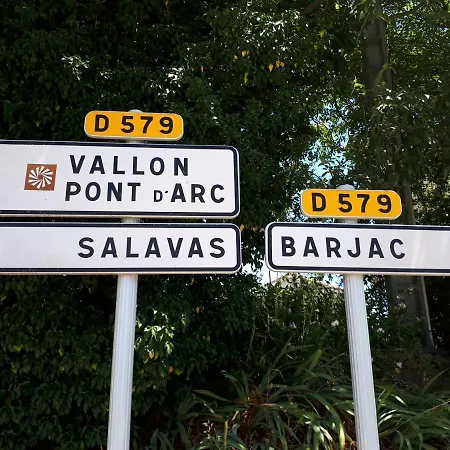 D 579
VALLON
PONT D'ARC
SALAVAS
D 579
BARJAC